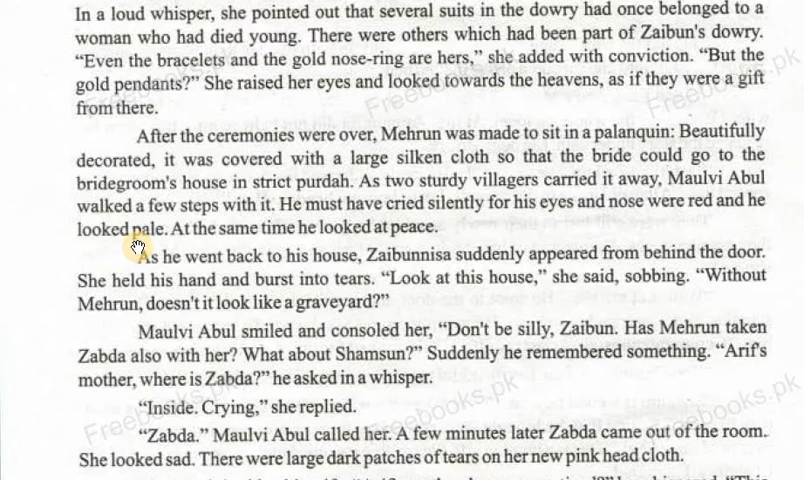 In a loud whisper, she pointed out that several suits in the dowry had once belonged to a
woman who had died young. There were others which had been part of Zaibun's dowry.
“Even the bracelets and the gold nose-ring are hers,” she added with conviction. “But the
gold pendants?” She raised her eyes and looked towards the heavens, as if they were a gift
from there.
After the ceremonies were over, Mehrun was made to sit in a palanquin: Beautifully
decorated, it was covered with a large silken cloth so that the bride could go to the
bridegroom's house in strict purdah. As two sturdy villagers carried it away, Maulvi Abul
walked a few steps with it. He must have cried silently for his eyes and nose were red and he
looked pale. At the same time he looked at peace.
As he went back to his house, Zaibunnisa suddenly appeared from behind the door.
She held his hand and burst into tears. “Look at this house,” she said, sobbing. “Without
Mehrun, doesn't it look like a graveyard?”
Maulvi Abul smiled and consoled her, “Don't be silly, Zaibun. Has Mehrun taken
Zabda also with her? What about Shamsun?” Suddenly he remembered something. “Arif's
mother, where is Zabda?” he asked in a whisper.
“Inside. Crying,” she replied.
“Zabda.” Maulvi Abul called her. A few minutes later Zabda came out of the room.
She looked sad. There were large dark patches of tears on her new pink head cloth.
Freebooks.pk
Freebooks.pk
Freebooks.pk
Freebooks.pk
Freebooks.pk
Freebooks.pk